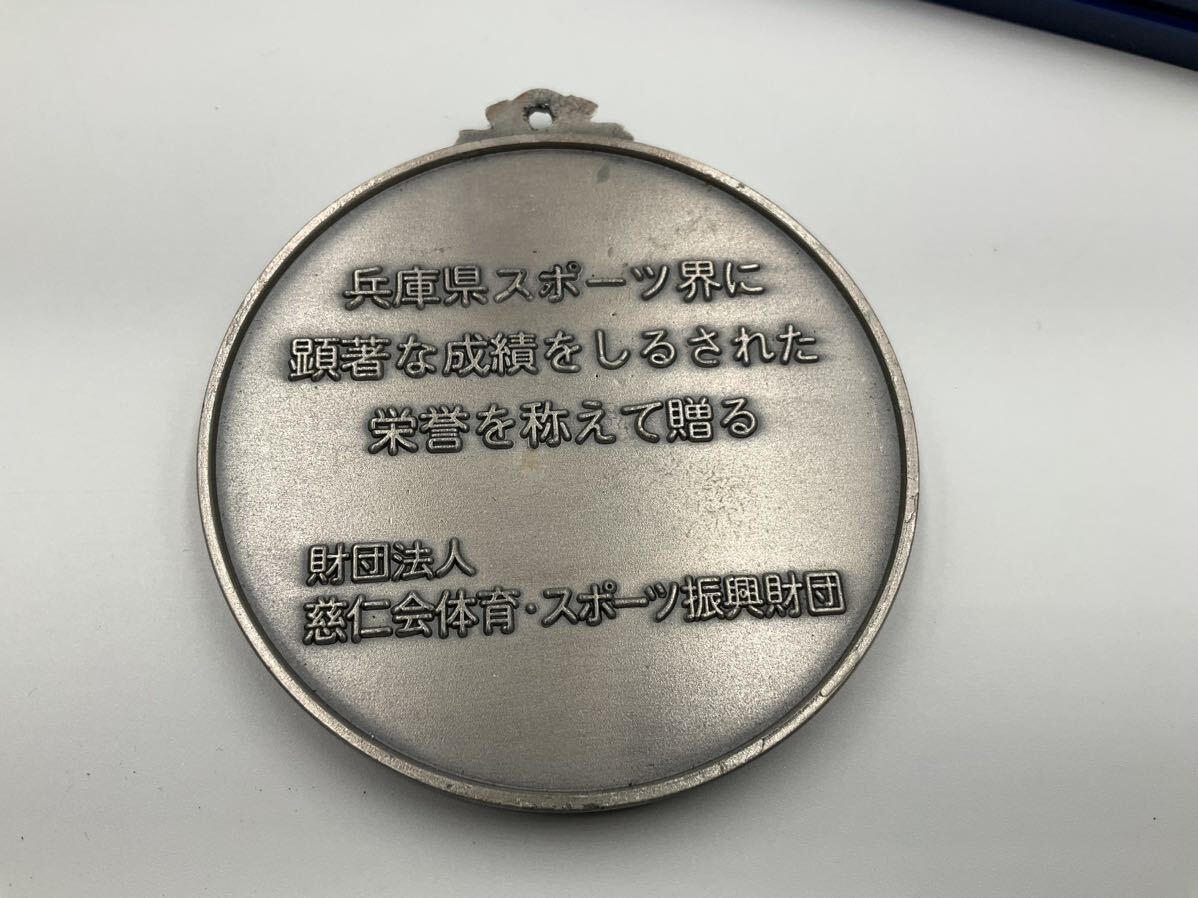 兵庫県スポーツ界に
顕著な成績をしるされた
栄誉を称えて贈る
財団法人
慈仁会体育・スポーツ振興財団